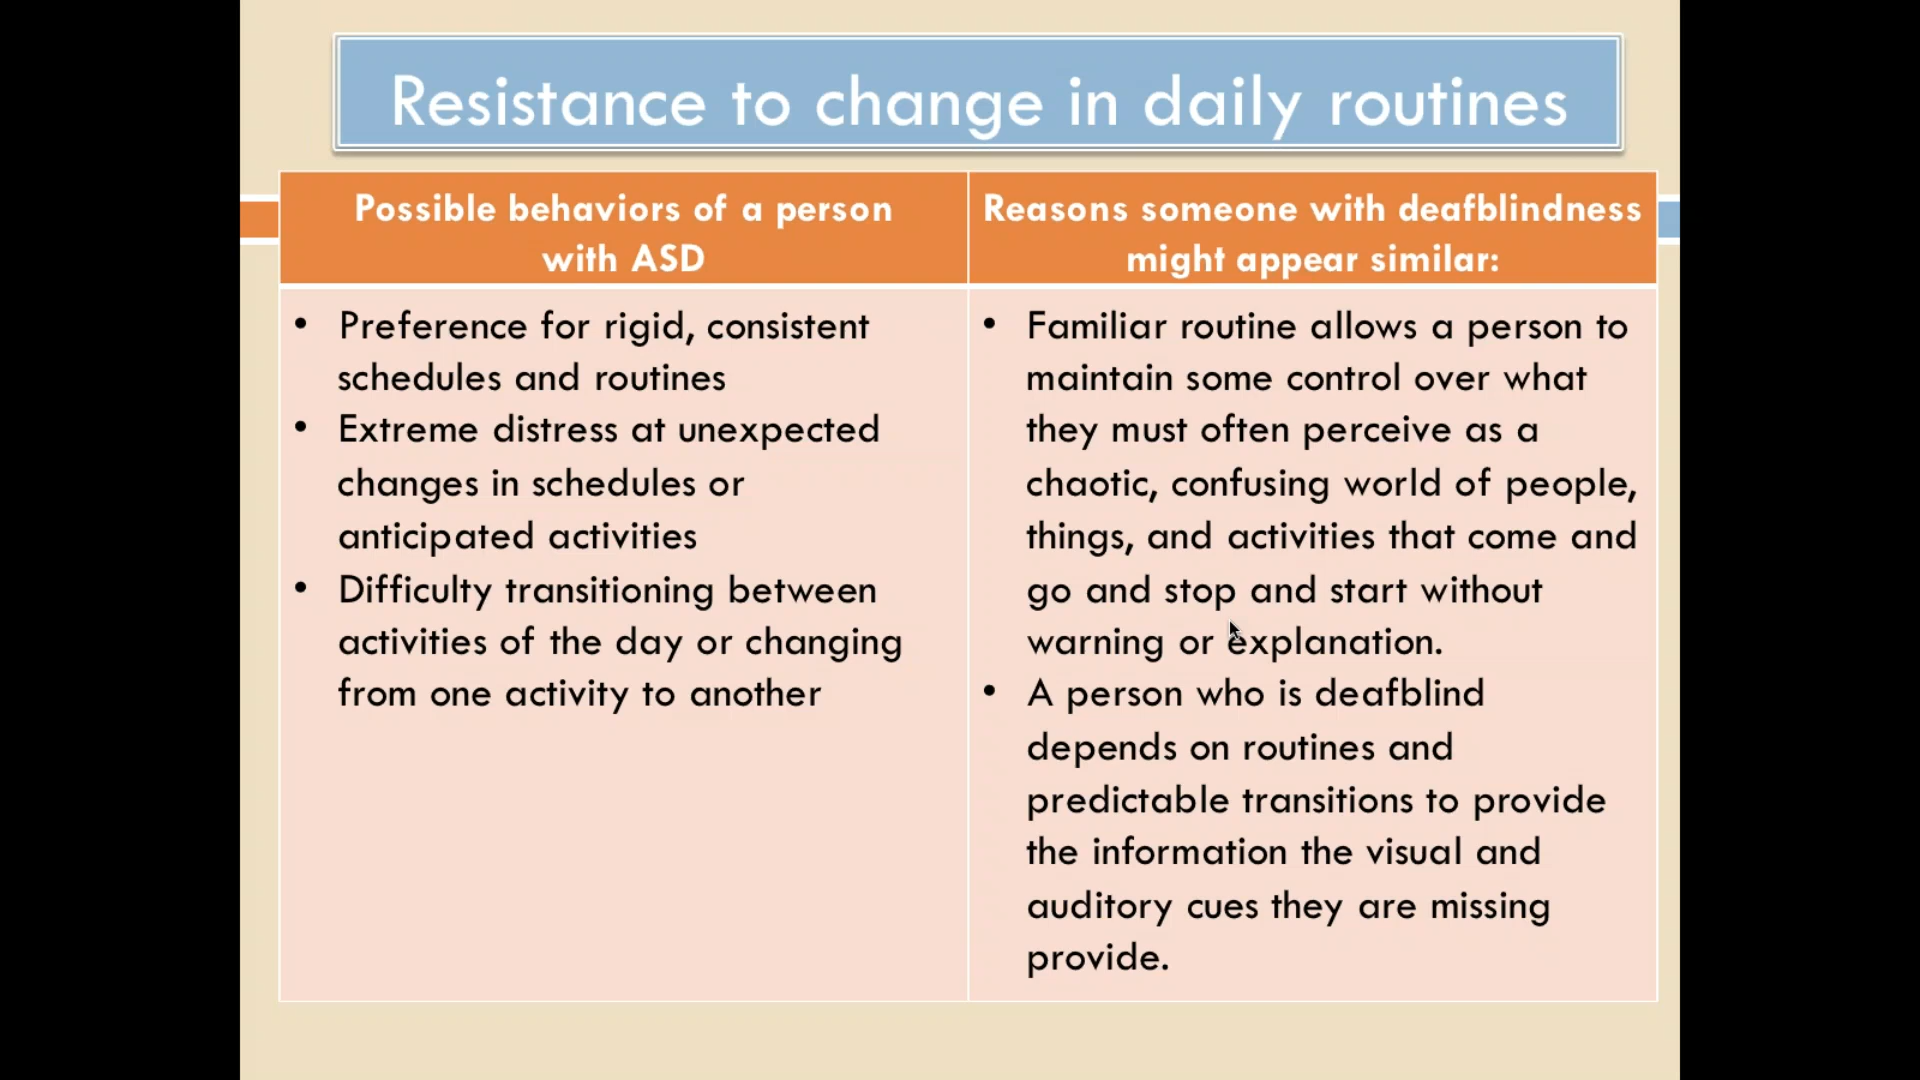 Resistance to change in daily routines
Possible behaviors of a person
with ASD
Reasons someone with deafblindness
might appear similar:
• Preference for rigid, consistent
schedules and routines
• Extreme distress at unexpected
changes in schedules or
anticipated activities
• Difficulty transitioning between
activities of the day or changing
from one activity to another
• Familiar routine allows a person to
maintain some control over what
they must often perceive as a
chaotic, confusing world of people,
things, and activities that come and
go and stop and start without
warning or explanation.
• A person who is deafblind
depends on routines and
predictable transitions to provide
the information the visual and
auditory cues they are missing
provide.